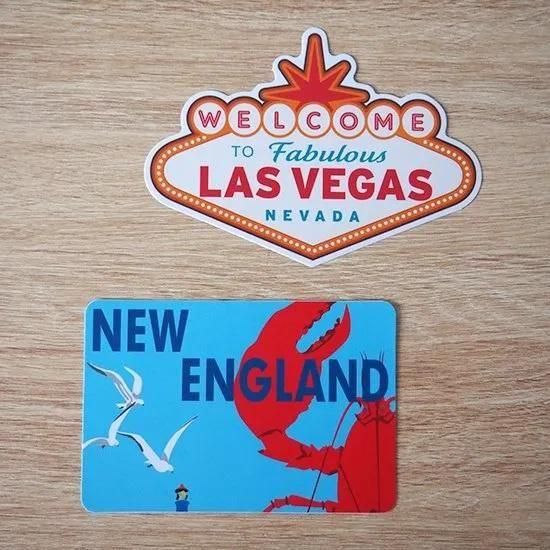 WELCOME
TO Fabulous
LAS VEGAS
NEVADA
NEW
ENGLAND